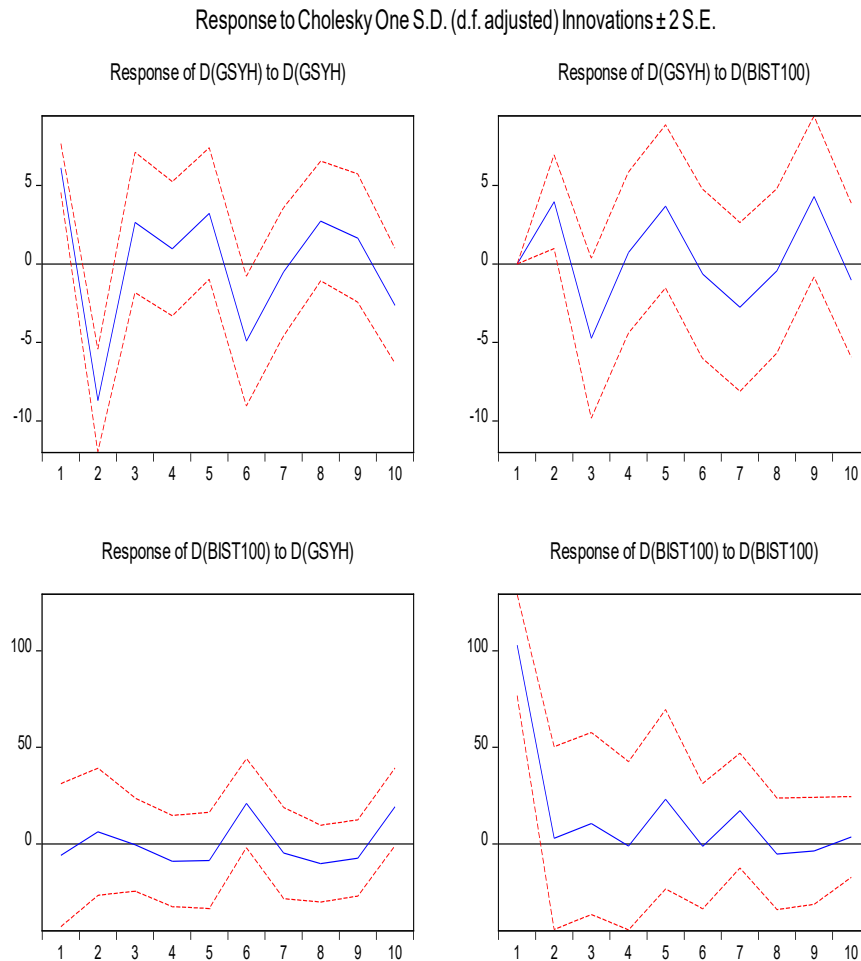 Response to Cholesky One S.D. (d.f. adjusted) Innovations ± 2 S.E.
Response of D(GSYH) to D(GSYH)
5
0
-5
-10
1 2 3 4 5 6 7 8 9 10
Response of D(GSYH) to D(BIST100)
5
0
-5
-10
1 2 3 4 5 6 7 8 9 10
Response of D(BIST100) to D(GSYH)
100
50
0
1 2 3 4 5 6 7 8 9 10
Response of D(BIST100) to D(BIST100)
100
50
0
1 2 3 4 5 6 7 8 9 10